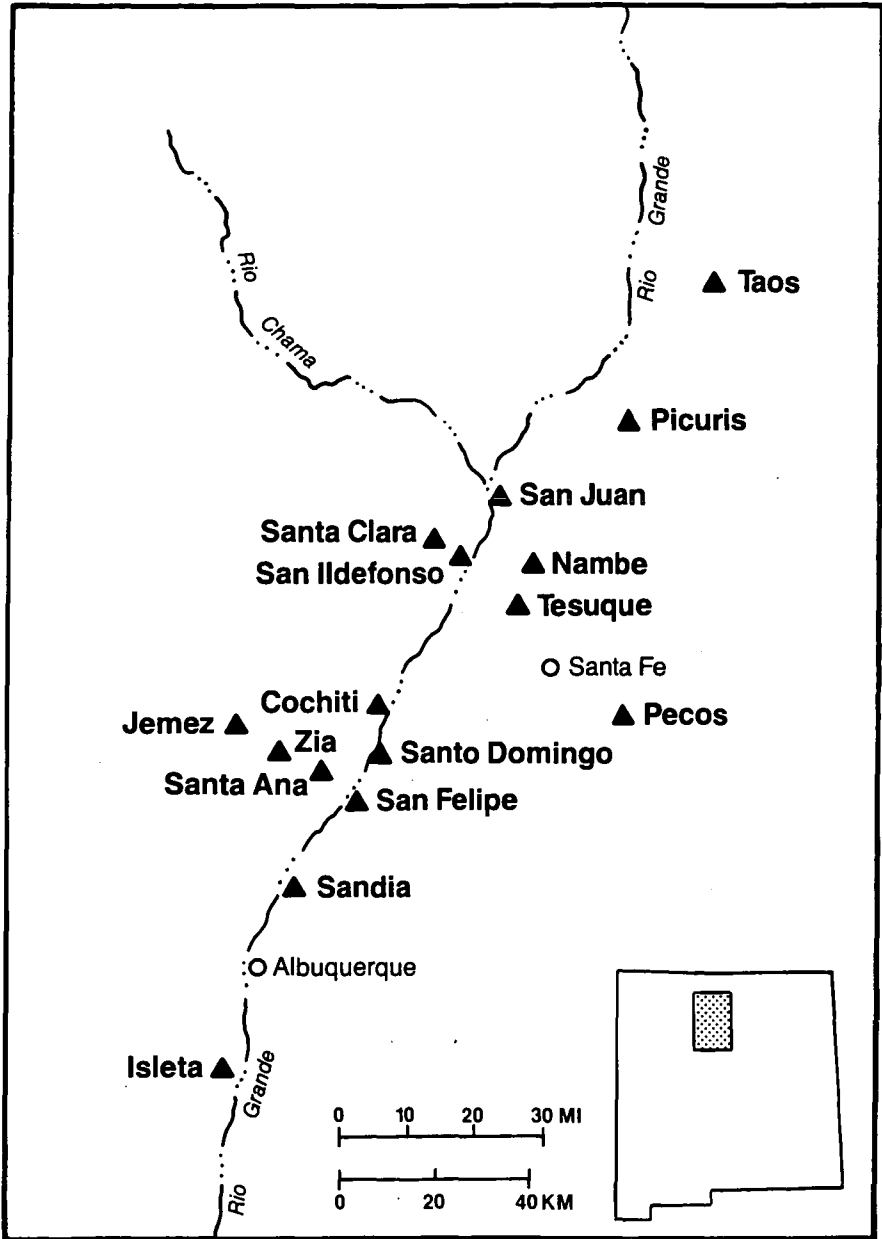 Grande
Rio
Taos
Rio
Chama
Picuris
San Juan
Santa Clara
San Ildefonso
Nambe
Tesuque
Santa Fe
Cochiti
Jemez
Pecos
Zia
Santo Domingo
Santa Ana
San Felipe
Sandia
Albuquerque
Isleta
Grande
Rio
0 10 20 30 MI
0 20 40 KM